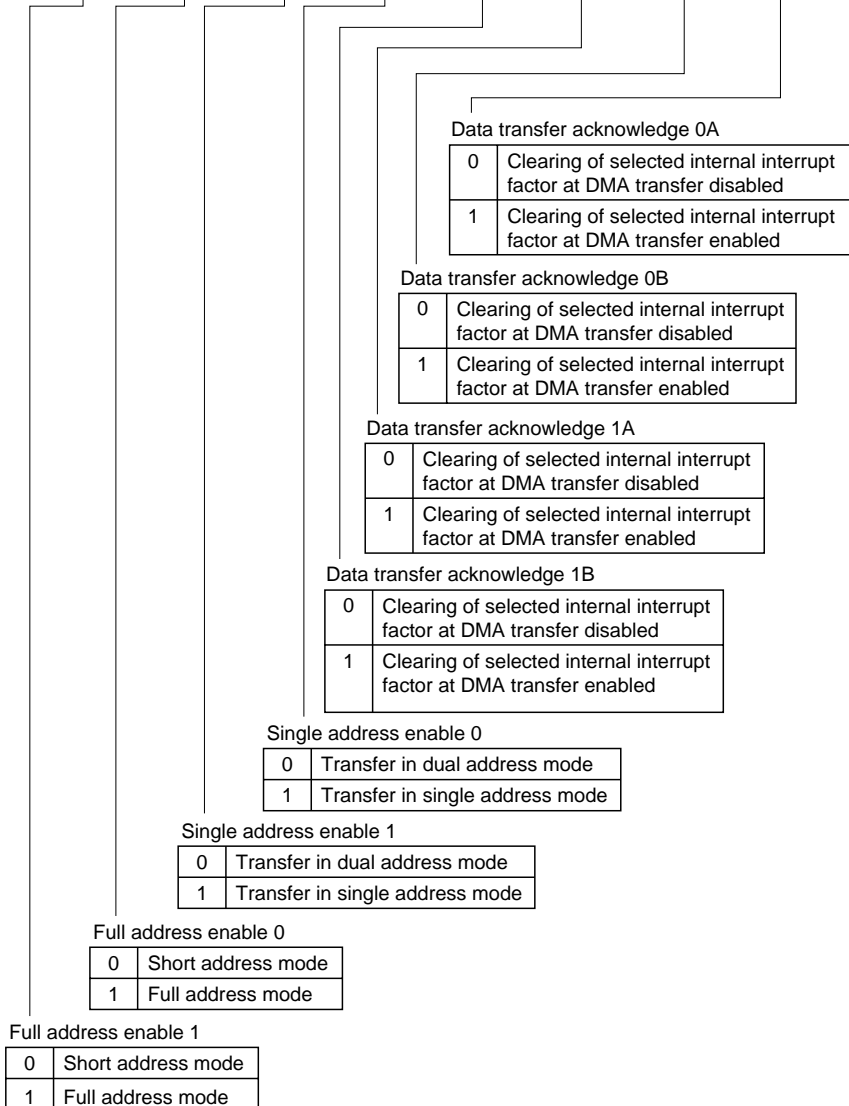 Data transfer acknowledge 0A
0 Clearing of selected internal interrupt
factor at DMA transfer disabled
1 Clearing of selected internal interrupt
factor at DMA transfer enabled
Data transfer acknowledge 0B
0 Clearing of selected internal interrupt
factor at DMA transfer disabled
1 Clearing of selected internal interrupt
factor at DMA transfer enabled
Data transfer acknowledge 1A
0 Clearing of selected internal interrupt
factor at DMA transfer disabled
1 Clearing of selected internal interrupt
factor at DMA transfer enabled
Data transfer acknowledge 1B
0 Clearing of selected internal interrupt
factor at DMA transfer disabled
1 Clearing of selected internal interrupt
factor at DMA transfer enabled
Single address enable 0
0 Transfer in dual address mode
1 Transfer in single address mode
Single address enable 1
0 Transfer in dual address mode
1 Transfer in single address mode
Full address enable 0
0 Short address mode
1 Full address mode
Full address enable 1
0 Short address mode
1 Full address mode